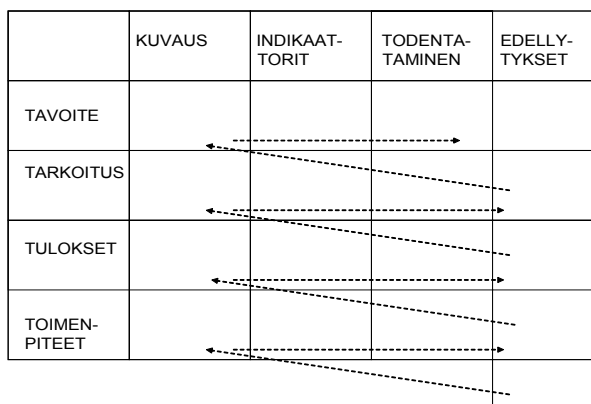 KUVAUS
INDIKAAT-
TORIT
TODENTA-
TAMINEN
EDELLY-
TYKSET
TAVOITE
TARKOITUS
TULOKSET
TOIMEN-
PITEET